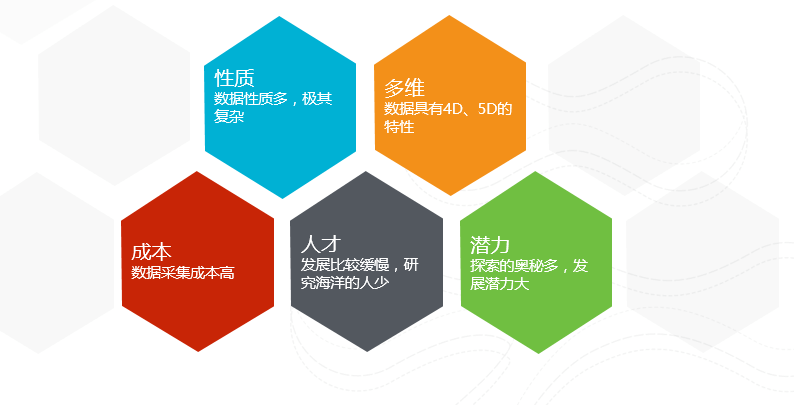 性质
数据性质多，极其
复杂
多维
数据具有4D、5D的
特性
成本
数据采集成本高
人才
发展比较缓慢，研
究海洋的人少
潜力
探索的奥秘多，发
展潜力大